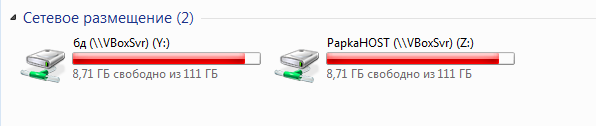 Сетевое размещение (2)
бд (\\VBoxSvr) (Y:)
8,71 ГБ свободно из 111 ГБ
PapkaHOST (\\VBoxSvr) (Z:)
8,71 ГБ свободно из 111 ГБ